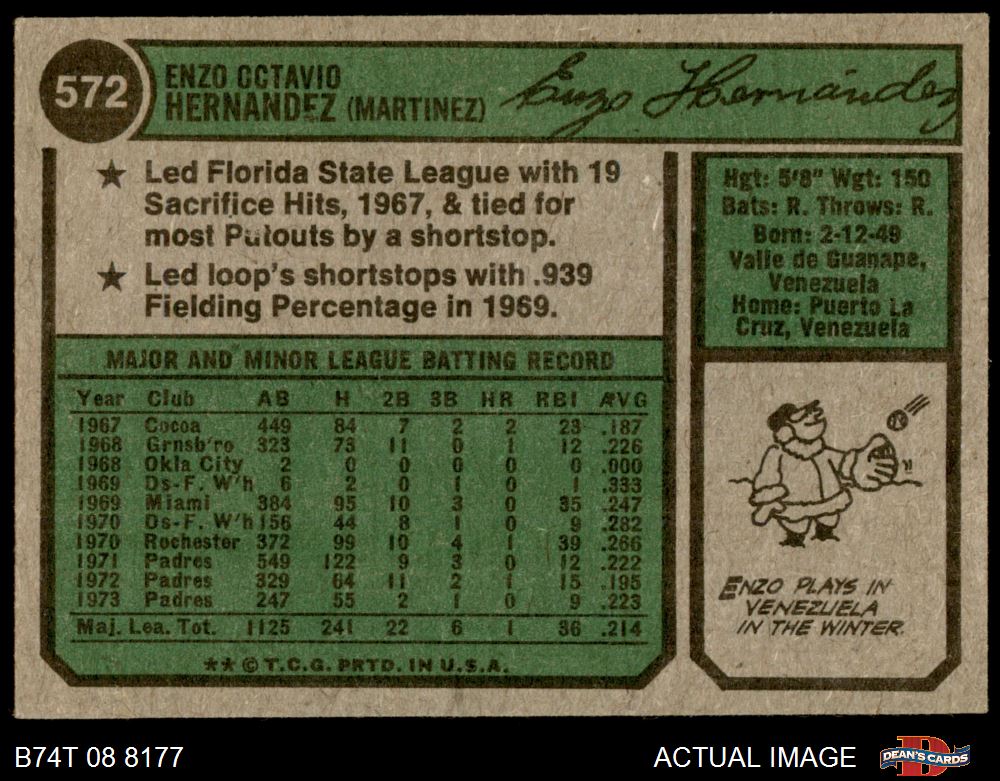 572
ENZO OCTAVIO
HERNANDEZ (MARTINEZ)
Enzo Hernández
★ Led Florida State League with 19
Sacrifice Hits, 1967, & tied for
most Putouts by a shortstop.
★ Led loop's shortstops with .939
Fielding Percentage in 1969.
MAJOR AND MINOR LEAGUE BATTING RECORD
Year Club AB H 2B 3B HR RBI AVG
1967 Cocoa 449 84 7 2 2 23 .187
1968 Grnsb'ro 323 73 11 0 1 12 .226
1968 Okla City 2 0 0 0 0 0 .000
1969 Ds-F. W'h 6 2 0 1 0 1 .333
1969 Miami 384 95 10 3 0 35 .247
1970 Ds-F. W'h 156 44 8 1 0 9 .282
1970 Rochester 372 99 10 4 1 39 .266
1971 Padres 549 122 9 3 0 12 .222
1972 Padres 329 64 11 2 1 15 .195
1973 Padres 247 55 2 1 0 9 .223
Maj. Lea. Tot. 1125 241 22 6 1 36 .214
★★ © T.C.G. PRTD. IN U.S.A.
Hgt: 5'8" Wgt: 150
Bats: R. Throws: R.
Born: 2-12-49
Valle de Guanape,
Venezuela
Home: Puerto La
Cruz, Venezuela
ENZO PLAYS IN
VENEZUELA
IN THE WINTER.
B74T 08 8177
ACTUAL IMAGE
DEAN'S CARDS